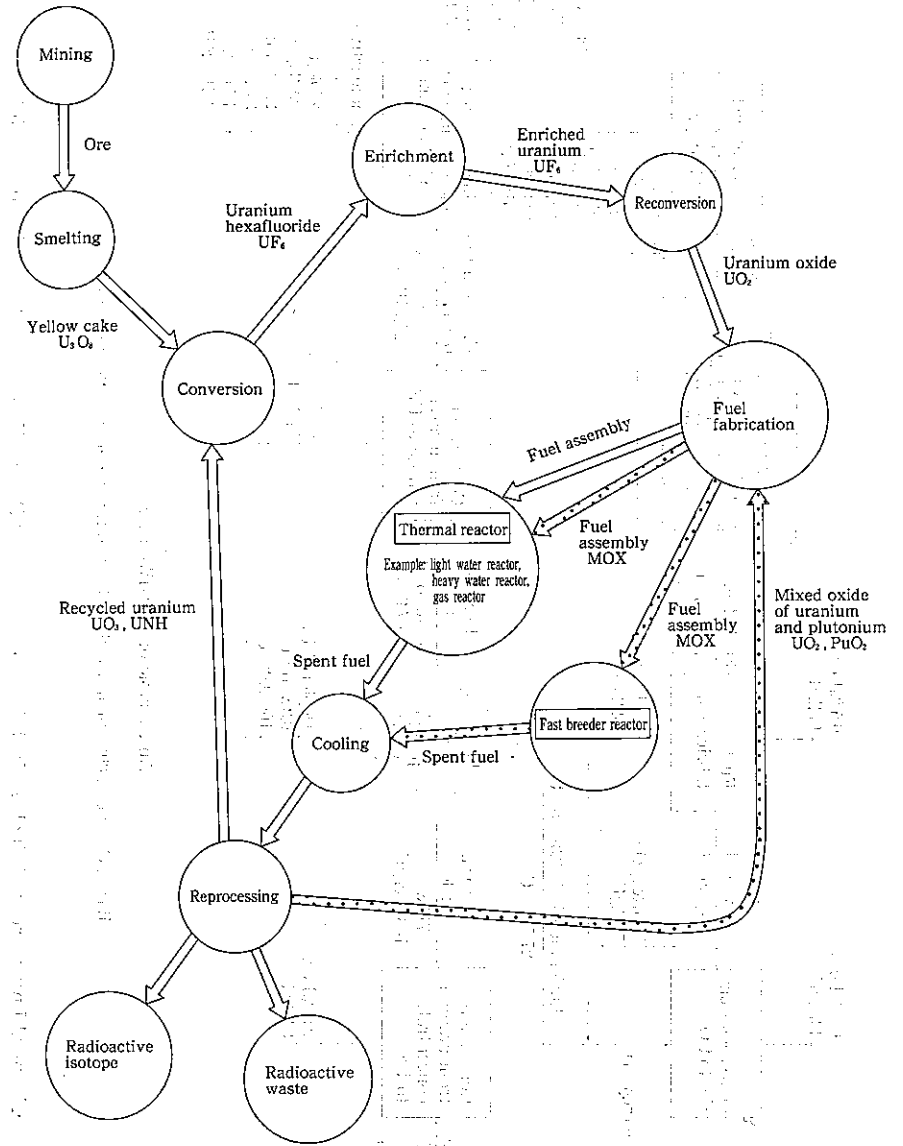 Mining
Ore
Smelting
Yellow cake
U₃O₈
Conversion
Uranium
hexafluoride
UF₆
Enrichment
Enriched
uranium
UF₆
Reconversion
Uranium oxide
UO₂
Fuel
fabrication
Fuel assembly
Fuel
assembly
MOX
Thermal reactor
Example: light water reactor,
heavy water reactor,
gas reactor
Fuel
assembly
MOX
Mixed oxide
of uranium
and plutonium
UO₂, PuO₂
Recycled uranium
UO₃, UNH
Spent fuel
Cooling
Fast breeder reactor
Spent fuel
Reprocessing
Radioactive
isotope
Radioactive
waste